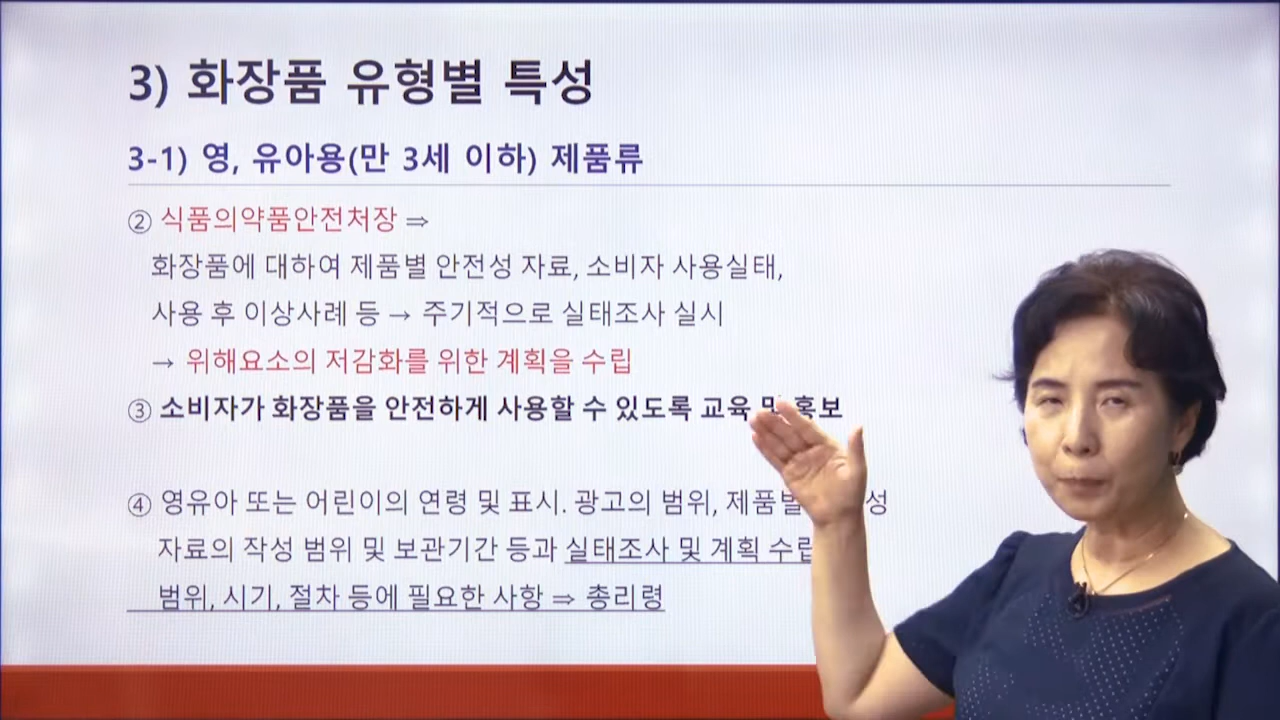 3) 화장품 유형별 특성
3-1) 영, 유아용(만 3세 이하) 제품류
② 식품의약품안전처장 ⇒
화장품에 대하여 제품별 안전성 자료, 소비자 사용실태,
사용 후 이상사례 등 → 주기적으로 실태조사 실시
→ 위해요소의 저감화를 위한 계획을 수립
③ 소비자가 화장품을 안전하게 사용할 수 있도록 교육 및 홍보
④ 영유아 또는 어린이의 연령 및 표시. 광고의 범위, 제품별 성
자료의 작성 범위 및 보관기간 등과 실태조사 및 계획 수립
범위, 시기, 절차 등에 필요한 사항 ⇒ 총리령